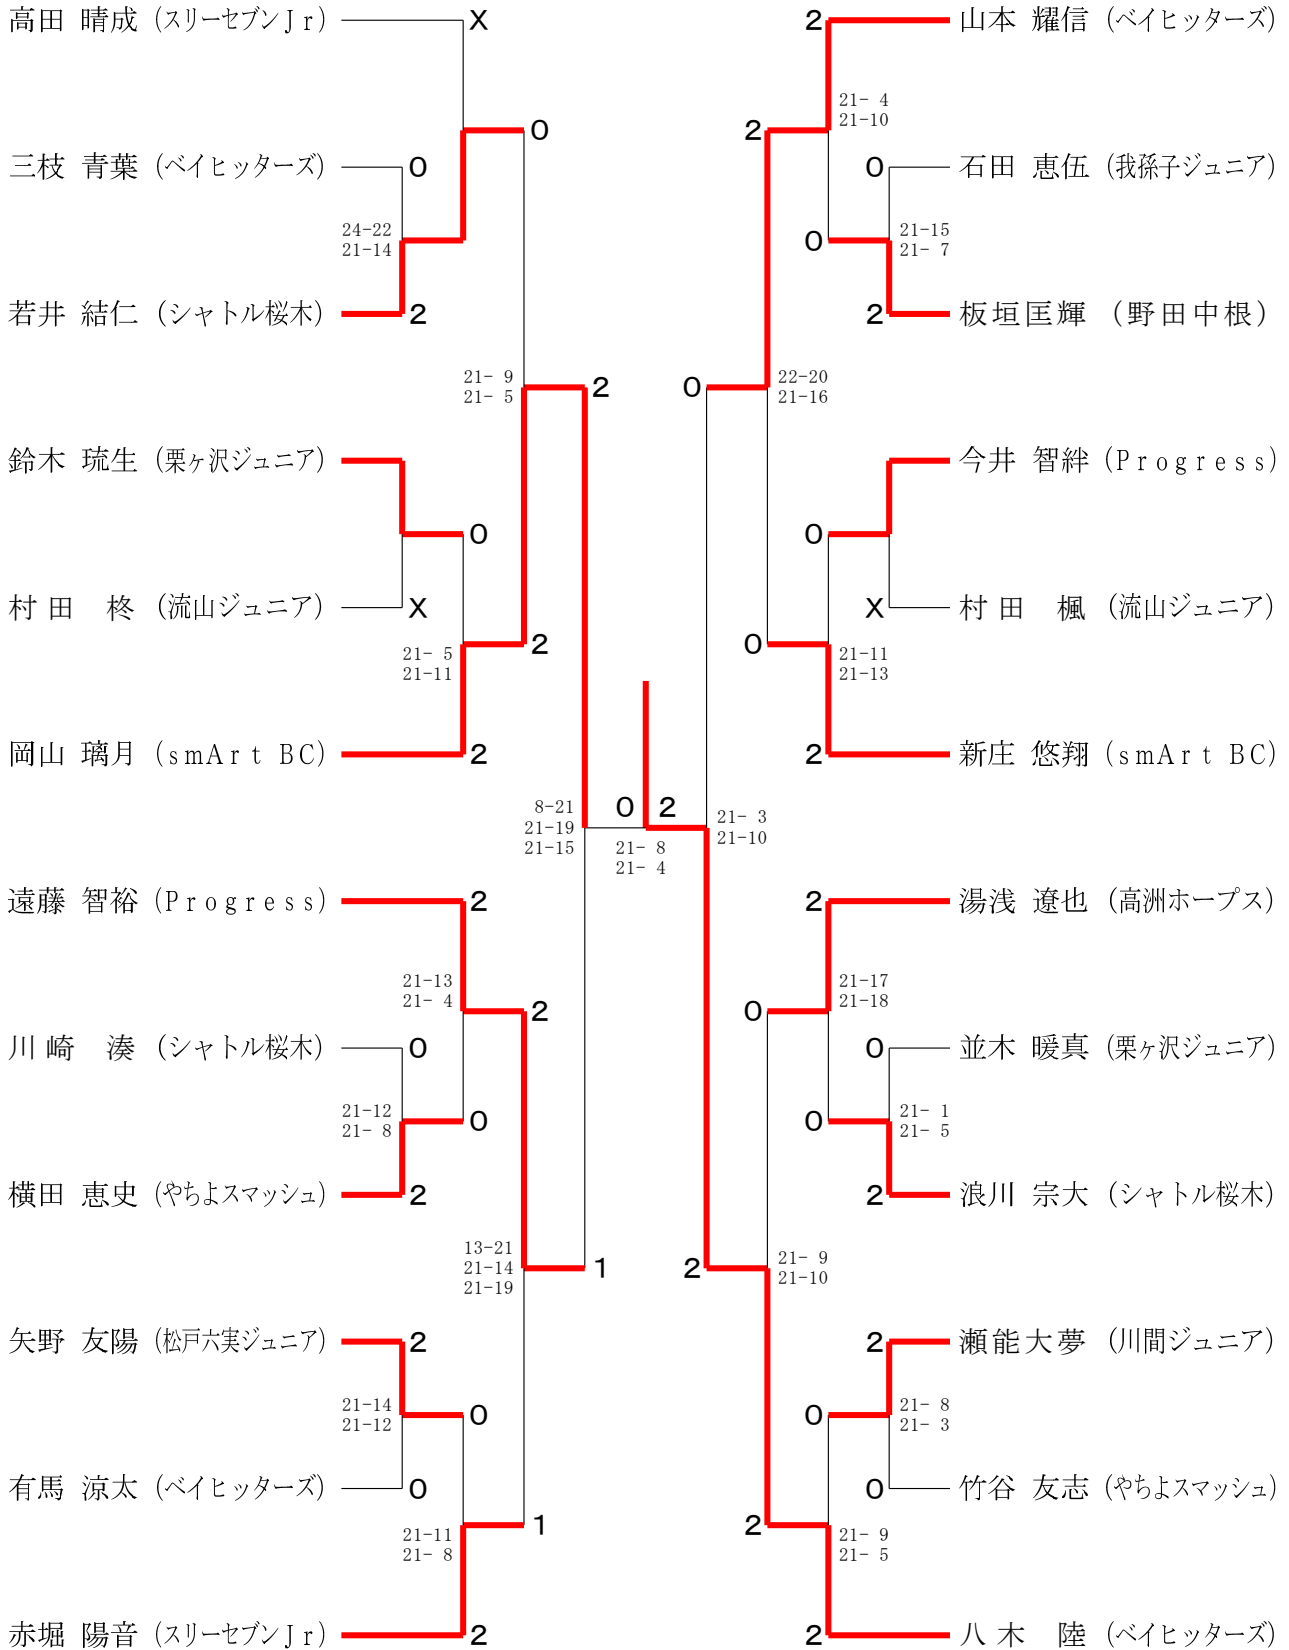 高田 晴成 (スリーセブンJr) X
0
三枝 青葉 (ベイヒッターズ) 0
24-22
21-14
若井 結仁 (シャトル桜木) 2
21- 9
21- 5
2
鈴木 琉生 (栗ヶ沢ジュニア)
0
村田 柊 (流山ジュニア) X
2
21- 5
21-11
岡山 璃月 (smArt BC) 2
8-21
21-19
21-15
遠藤 智裕 (Progress) 2
21-13
21- 4
2
川崎 湊 (シャトル桜木) 0
21-12
21- 8
0
横田 恵史 (やちよスマッシュ) 2
13-21
21-14
21-19
1
矢野 友陽 (松戸六実ジュニア) 2
21-14
21-12
0
有馬 涼太 (ベイヒッターズ) 0
21-11
21- 8
1
赤堀 陽音 (スリーセブンJr) 2
0 2
21- 8
21- 4
2 山本 耀信 (ベイヒッターズ)
21- 4
21-10
2
0 石田 恵伍 (我孫子ジュニア)
0
21-15
21- 7
2 板垣匡輝 (野田中根)
0
22-20
21-16
今井 智絆 (Progress)
0
X 村田 楓 (流山ジュニア)
0
21-11
21-13
2 新庄 悠翔 (smArt BC)
21- 3
21-10
2 湯浅 遼也 (高洲ホープス)
21-17
21-18
0
0 並木 暖真 (栗ヶ沢ジュニア)
0
21- 1
21- 5
2 浪川 宗大 (シャトル桜木)
2
21- 9
21-10
2 瀬能大夢 (川間ジュニア)
0
21- 8
21- 3
0 竹谷 友志 (やちよスマッシュ)
2
21- 9
21- 5
2 八木 陸 (ベイヒッターズ)